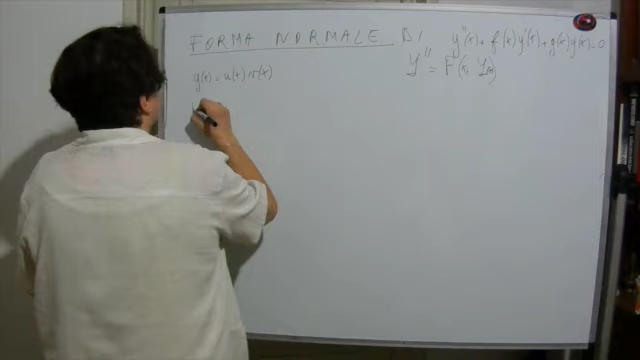 FORMA NORMALE DI y''(x) + f(x)y'(x) + g(x)y(x) = 0
Y'' = F(x, Y(x))
y(x) = u(x) v(x)